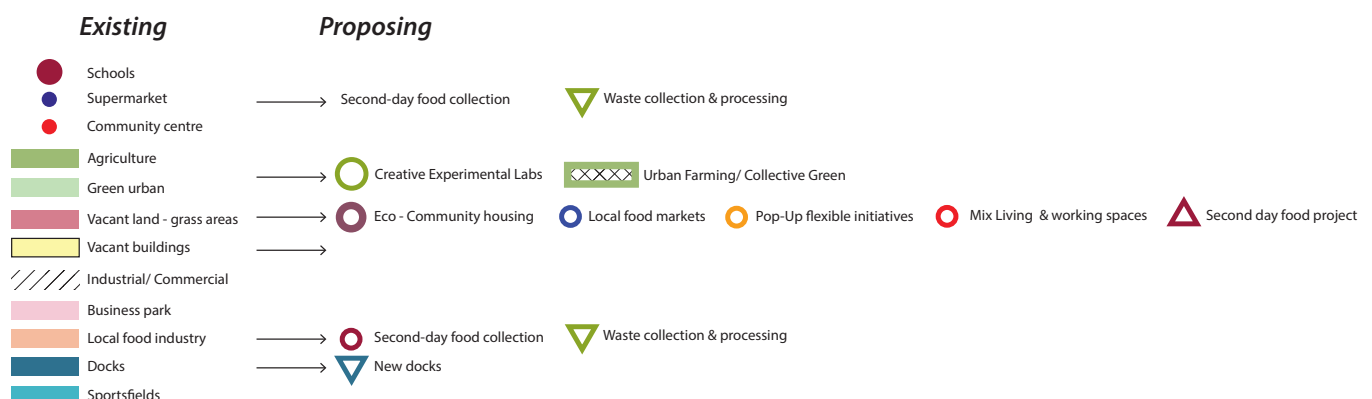 Existing Proposing
Schools
Supermarket Second-day food collection Waste collection & processing
Community centre
Agriculture
Creative Experimental Labs Urban Farming/ Collective Green
Green urban
Vacant land - grass areas Eco - Community housing Local food markets Pop-Up flexible initiatives Mix Living & working spaces Second day food project
Vacant buildings
Industrial/ Commercial
Business park
Local food industry Second-day food collection Waste collection & processing
Docks New docks
Sportsfields